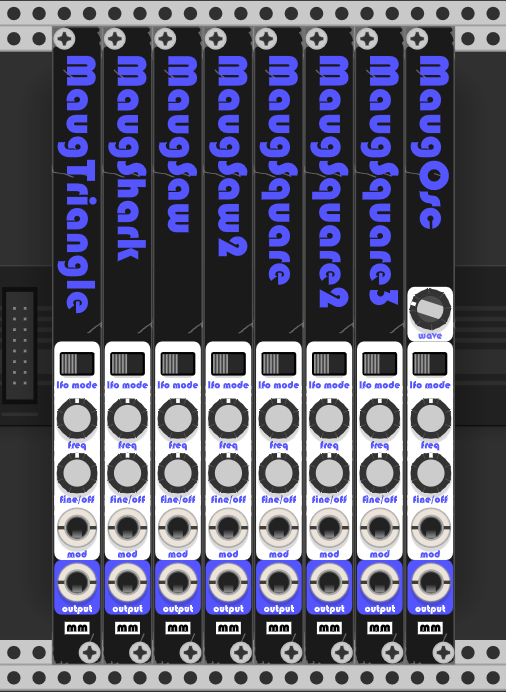 MaugTriangle
MaugShark
MaugSaw
MaugSaw2
MaugSquare
MaugSquare2
MaugSquare3
MaugOsc
wave
lfo mode lfo mode lfo mode lfo mode lfo mode lfo mode lfo mode lfo mode
freq freq freq freq freq freq freq freq
fine/off fine/off fine/off fine/off fine/off fine/off fine/off fine/off
mod mod mod mod mod mod mod mod
output output output output output output output output
mm mm mm mm mm mm mm mm